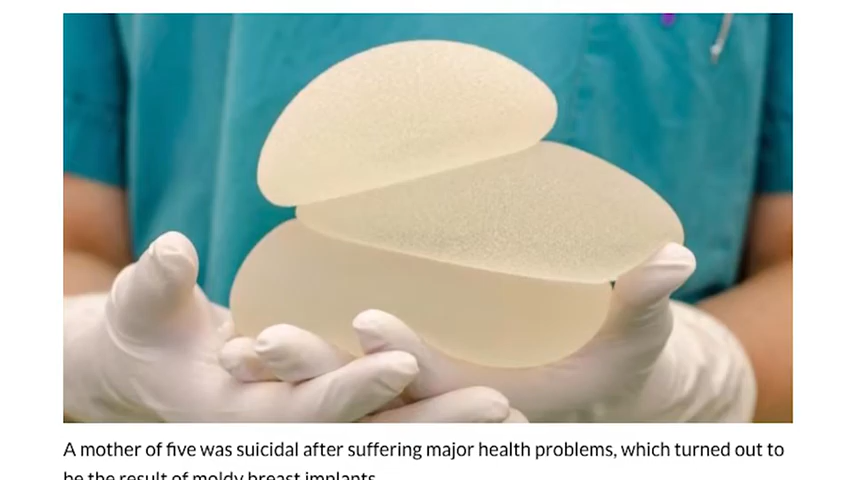 A mother of five was suicidal after suffering major health problems, which turned out to
be the result of moldy breast implants